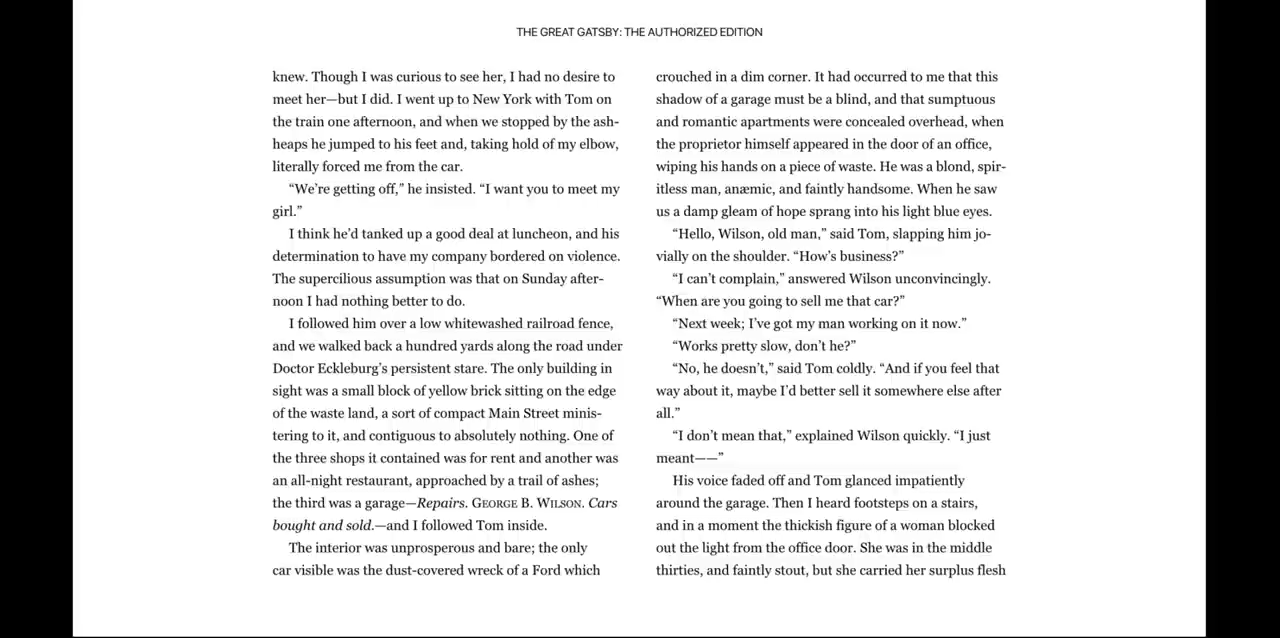 THE GREAT GATSBY: THE AUTHORIZED EDITION
knew. Though I was curious to see her, I had no desire to
meet her—but I did. I went up to New York with Tom on
the train one afternoon, and when we stopped by the ash-
heaps he jumped to his feet and, taking hold of my elbow,
literally forced me from the car.
“We’re getting off,” he insisted. “I want you to meet my
girl.”
I think he’d tanked up a good deal at luncheon, and his
determination to have my company bordered on violence.
The supercilious assumption was that on Sunday after-
noon I had nothing better to do.
I followed him over a low whitewashed railroad fence,
and we walked back a hundred yards along the road under
Doctor Eckleburg’s persistent stare. The only building in
sight was a small block of yellow brick sitting on the edge
of the waste land, a sort of compact Main Street minis-
tering to it, and contiguous to absolutely nothing. One of
the three shops it contained was for rent and another was
an all-night restaurant, approached by a trail of ashes;
the third was a garage—Repairs. GEORGE B. WILSON. Cars
bought and sold.—and I followed Tom inside.
The interior was unprosperous and bare; the only
car visible was the dust-covered wreck of a Ford which
crouched in a dim corner. It had occurred to me that this
shadow of a garage must be a blind, and that sumptuous
and romantic apartments were concealed overhead, when
the proprietor himself appeared in the door of an office,
wiping his hands on a piece of waste. He was a blond, spir-
itless man, anæmic, and faintly handsome. When he saw
us a damp gleam of hope sprang into his light blue eyes.
“Hello, Wilson, old man,” said Tom, slapping him jo-
vially on the shoulder. “How’s business?”
“I can’t complain,” answered Wilson unconvincingly.
“When are you going to sell me that car?”
“Next week; I’ve got my man working on it now.”
“Works pretty slow, don’t he?”
“No, he doesn’t,” said Tom coldly. “And if you feel that
way about it, maybe I’d better sell it somewhere else after
all.”
“I don’t mean that,” explained Wilson quickly. “I just
meant——”
His voice faded off and Tom glanced impatiently
around the garage. Then I heard footsteps on a stairs,
and in a moment the thickish figure of a woman blocked
out the light from the office door. She was in the middle
thirties, and faintly stout, but she carried her surplus flesh